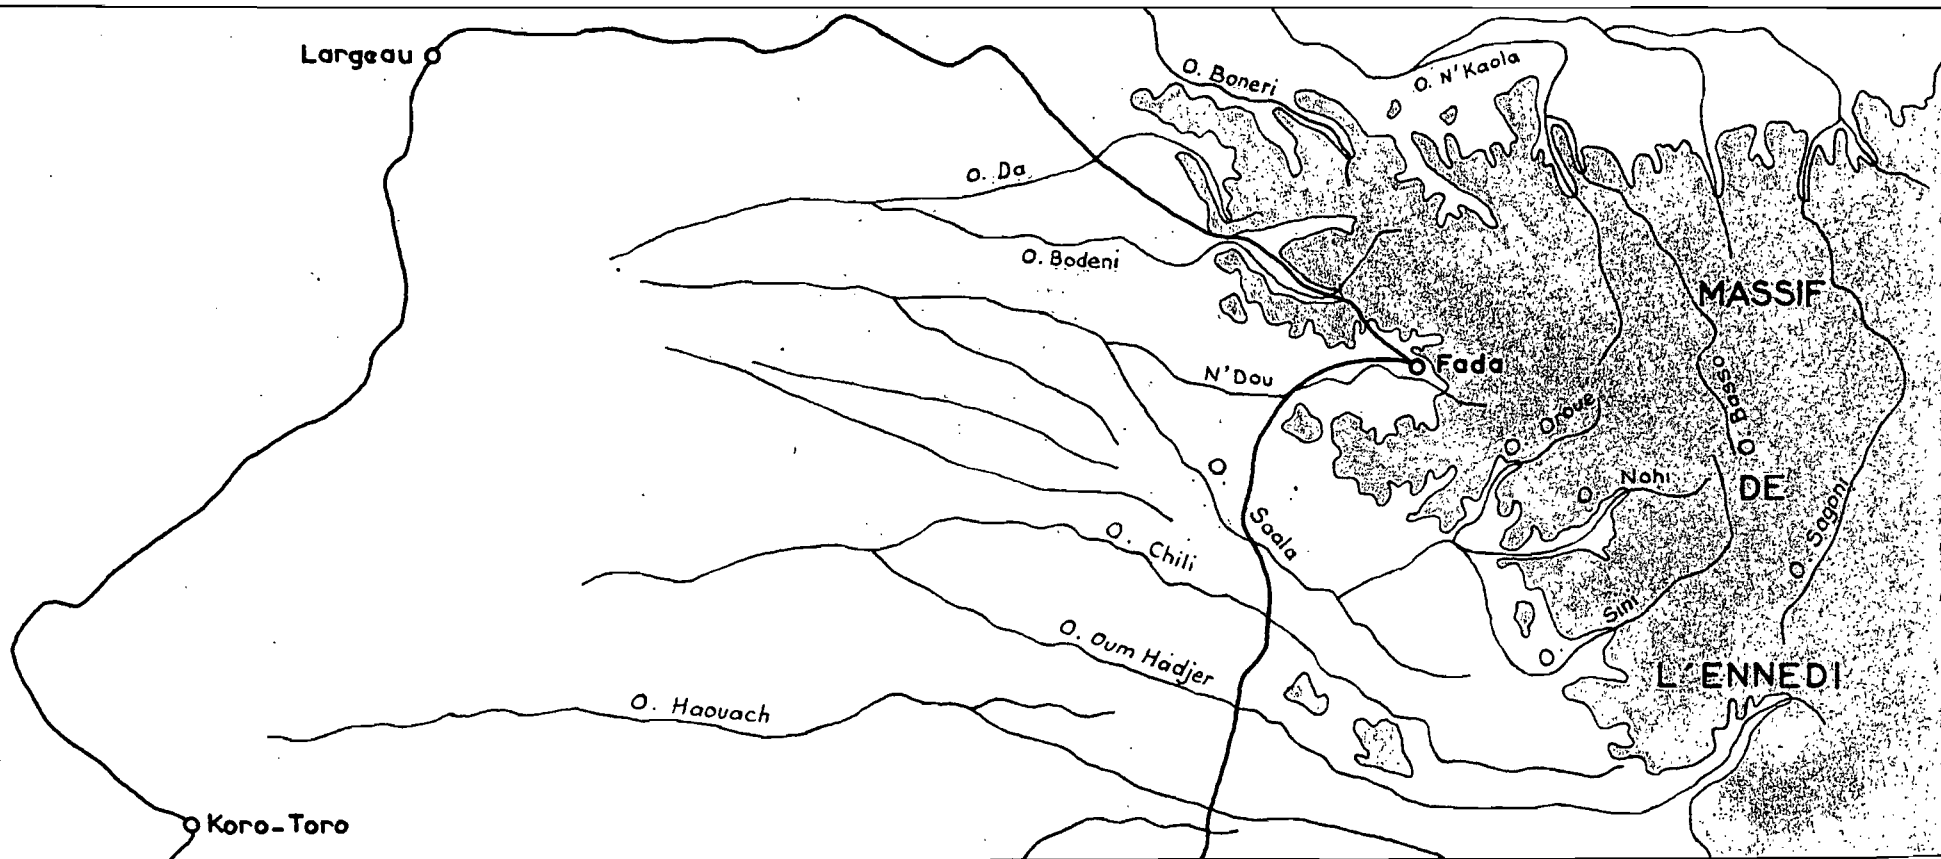 Largeau
O. Boneri
O. N'Kaola
O. Da
O. Bodeni
MASSIF
N'Dou
Fada
O. Basso
O. Oroué
O. Nohi
DE
O. Saala
O. Chili
O. Sagoni
O. Sini
O. Oum Hadjer
L'ENNEDI
O. Haouach
Koro-Toro